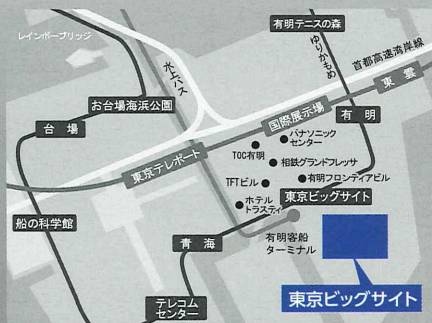 有明テニスの森
レインボーブリッジ
水上バス
ゆりかもめ
首都高速湾岸線
東雲
お台場海浜公園
国際展示場
有明
台場
パナソニック
センター
TOC有明
東京テレポート
相鉄グランドフレッサ
TFTビル
有明フロンティアビル
東京ビッグサイト
ホテル
トラスティ
船の科学館
青海
有明客船
ターミナル
テレコム
センター
東京ビッグサイト